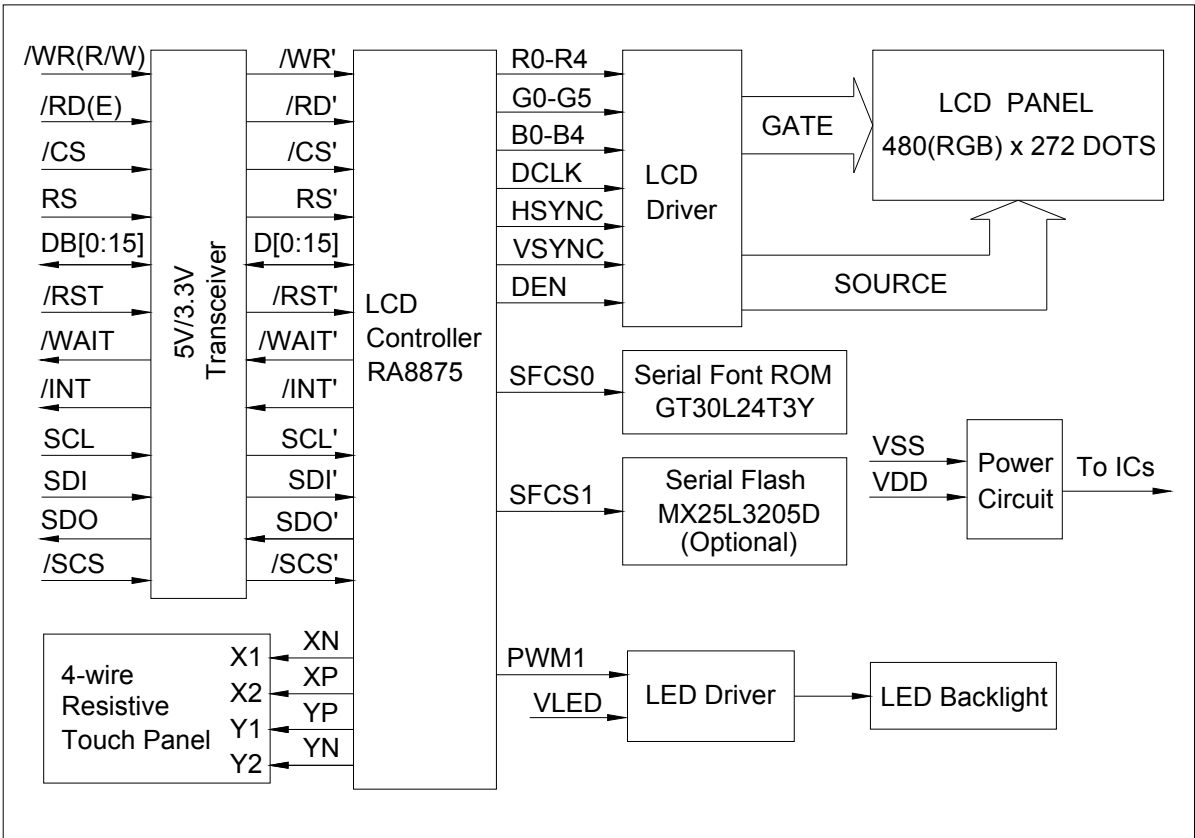 /WR(R/W)
/RD(E)
/CS
RS
DB[0:15]
/RST
/WAIT
/INT
SCL
SDI
SDO
/SCS
5V/3.3V
Transceiver
/WR'
/RD'
/CS'
RS'
D[0:15]
/RST'
/WAIT'
/INT'
SCL'
SDI'
SDO'
/SCS'
LCD
Controller
RA8875
R0-R4
G0-G5
B0-B4
DCLK
HSYNC
VSYNC
DEN
LCD
Driver
GATE
SOURCE
LCD PANEL
480(RGB) x 272 DOTS
SFCS0
Serial Font ROM
GT30L24T3Y
SFCS1
Serial Flash
MX25L3205D
(Optional)
VSS
VDD
Power
Circuit
To ICs
4-wire
Resistive
Touch Panel
X1
X2
Y1
Y2
XN
XP
YP
YN
PWM1
VLED
LED Driver
LED Backlight